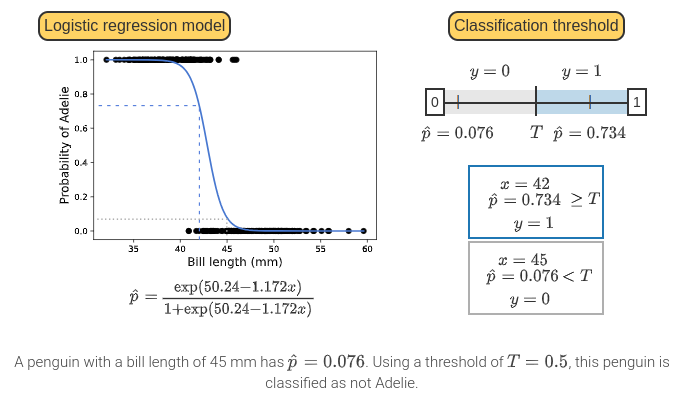 Logistic regression model
Classification threshold
1.0
0.8
0.6
0.4
0.2
0.0
Probability of Adelie
35 40 45 50 55 60
Bill length (mm)
p̂ = exp(50.24−1.172x) / 1+exp(50.24−1.172x)
y = 0 y = 1
0 1
p̂ = 0.076 T p̂ = 0.734
x = 42
p̂ = 0.734 ≥ T
y = 1
x = 45
p̂ = 0.076 < T
y = 0
A penguin with a bill length of 45 mm has p̂ = 0.076. Using a threshold of T = 0.5, this penguin is
classified as not Adelie.